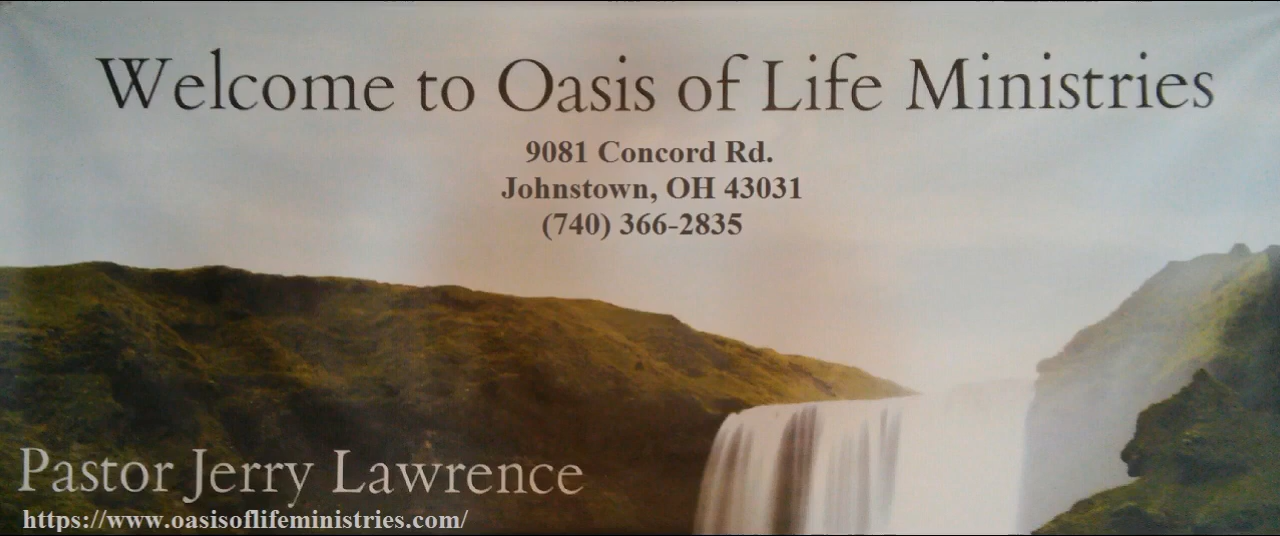 Welcome to Oasis of Life Ministries
9081 Concord Rd.
Johnstown, OH 43031
(740) 366-2835
Pastor Jerry Lawrence
https://www.oasisoflifeministries.com/